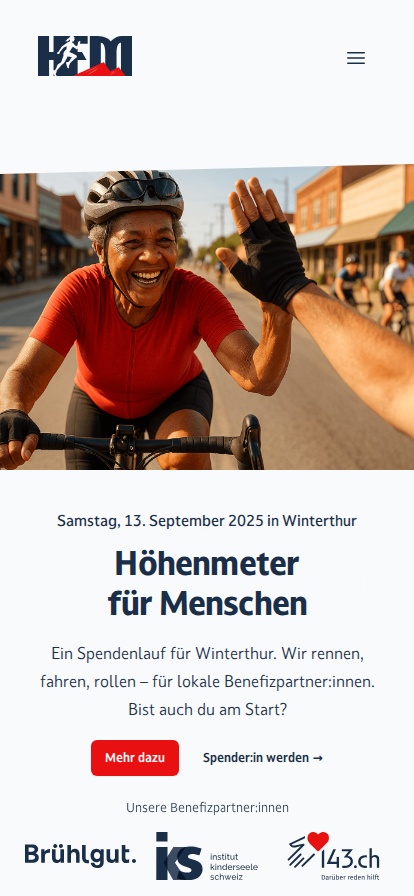 HFM
Samstag, 13. September 2025 in Winterthur
Höhenmeter
für Menschen
Ein Spendenlauf für Winterthur. Wir rennen,
fahren, rollen – für lokale Benefizpartner:innen.
Bist auch du am Start?
Mehr dazu
Spender:in werden →
Unsere Benefizpartner:innen
Brühlgut.
iks
institut
kinderseele
schweiz
143.ch
Darüber reden hilft.